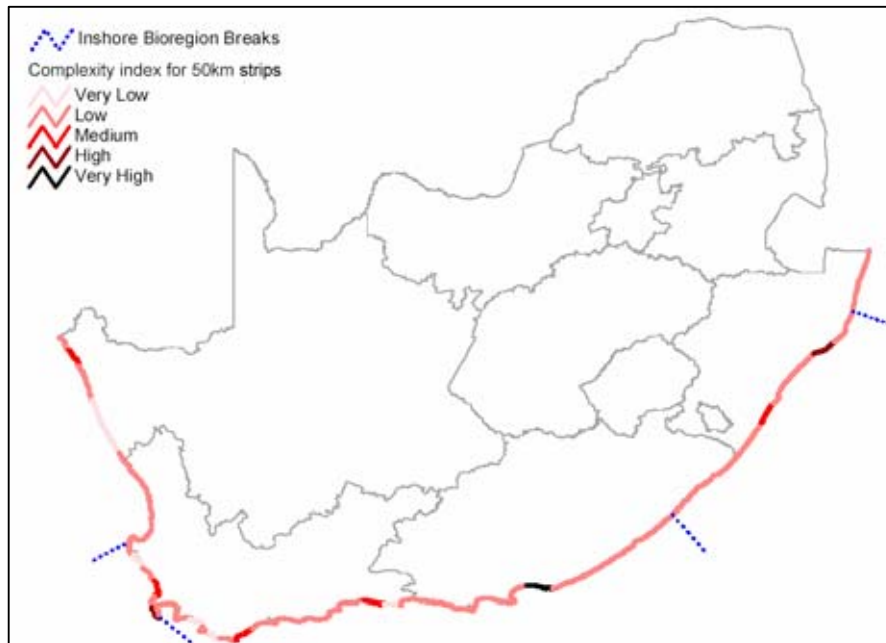 Inshore Bioregion Breaks
Complexity index for 50km strips
Very Low
Low
Medium
High
Very High